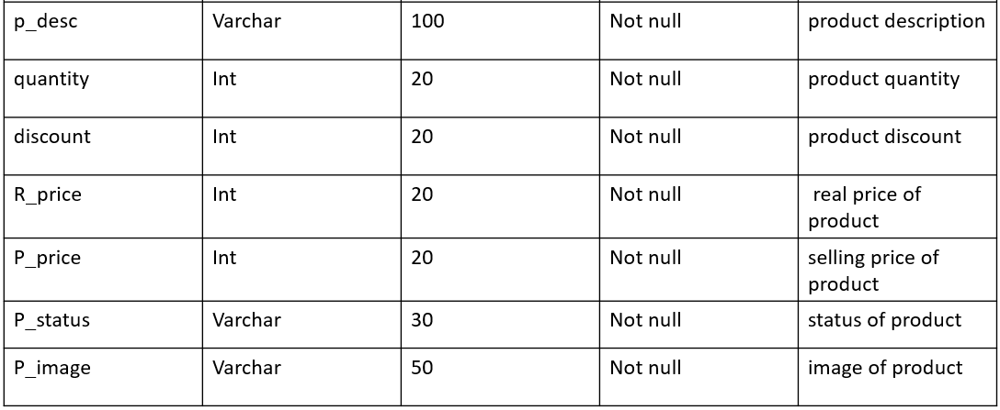 p_desc Varchar 100 Not null product description
quantity Int 20 Not null product quantity
discount Int 20 Not null product discount
R_price Int 20 Not null real price of
product
P_price Int 20 Not null selling price of
product
P_status Varchar 30 Not null status of product
P_image Varchar 50 Not null image of product